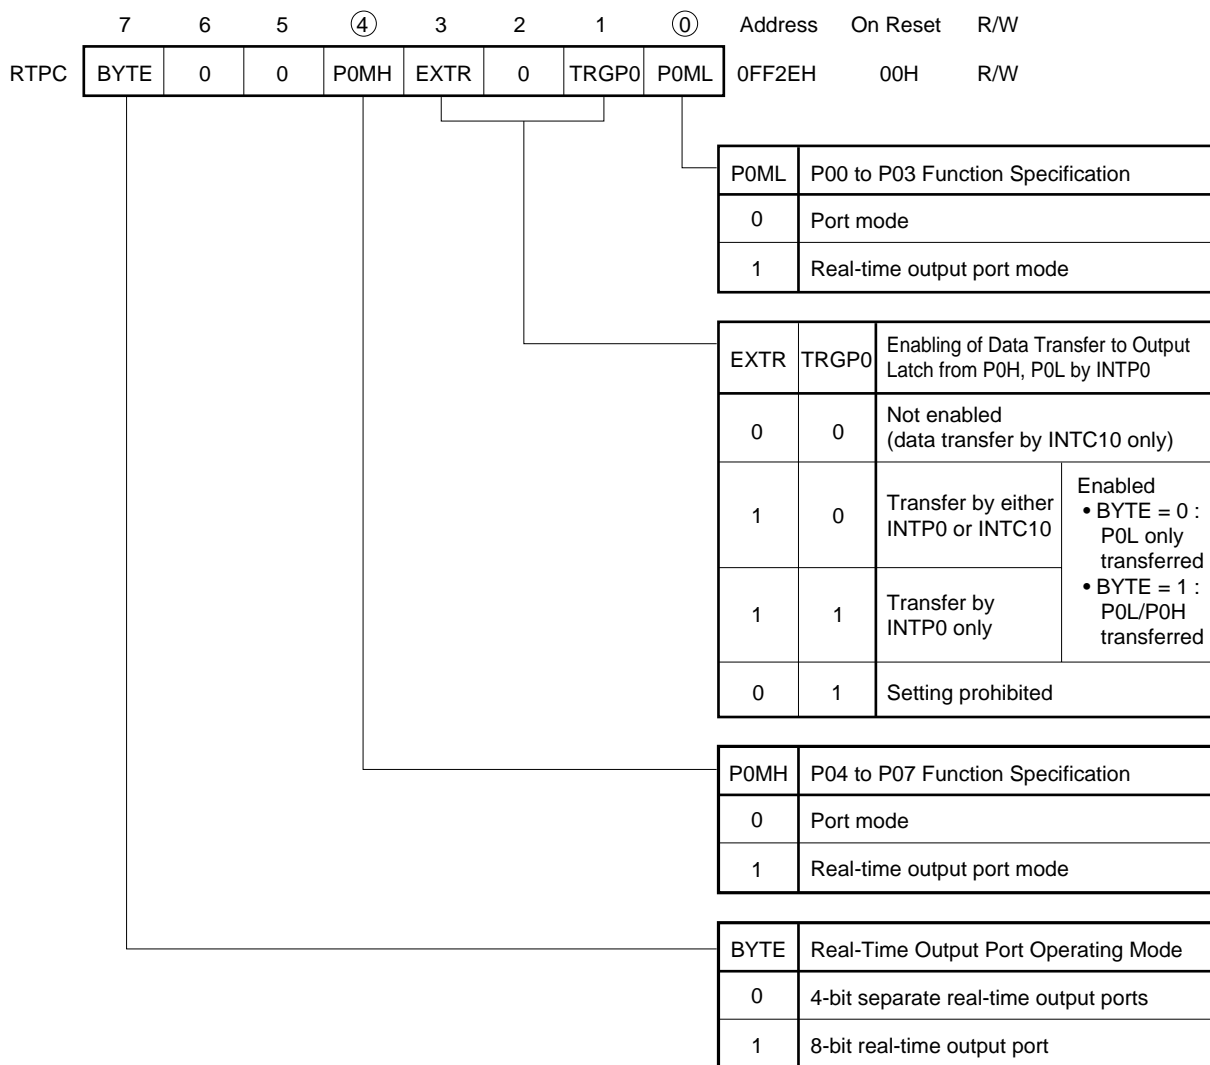 7 6 5 4 3 2 1 0 Address On Reset R/W
RTPC BYTE 0 0 P0MH EXTR 0 TRGP0 P0ML 0FF2EH 00H R/W
P0ML P00 to P03 Function Specification
0 Port mode
1 Real-time output port mode
EXTR TRGP0 Enabling of Data Transfer to Output
Latch from P0H, P0L by INTP0
0 0 Not enabled
(data transfer by INTC10 only)
1 0 Transfer by either
INTP0 or INTC10
Enabled
• BYTE = 0 :
P0L only
transferred
• BYTE = 1 :
P0L/P0H
transferred
1 1 Transfer by
INTP0 only
0 1 Setting prohibited
P0MH P04 to P07 Function Specification
0 Port mode
1 Real-time output port mode
BYTE Real-Time Output Port Operating Mode
0 4-bit separate real-time output ports
1 8-bit real-time output port